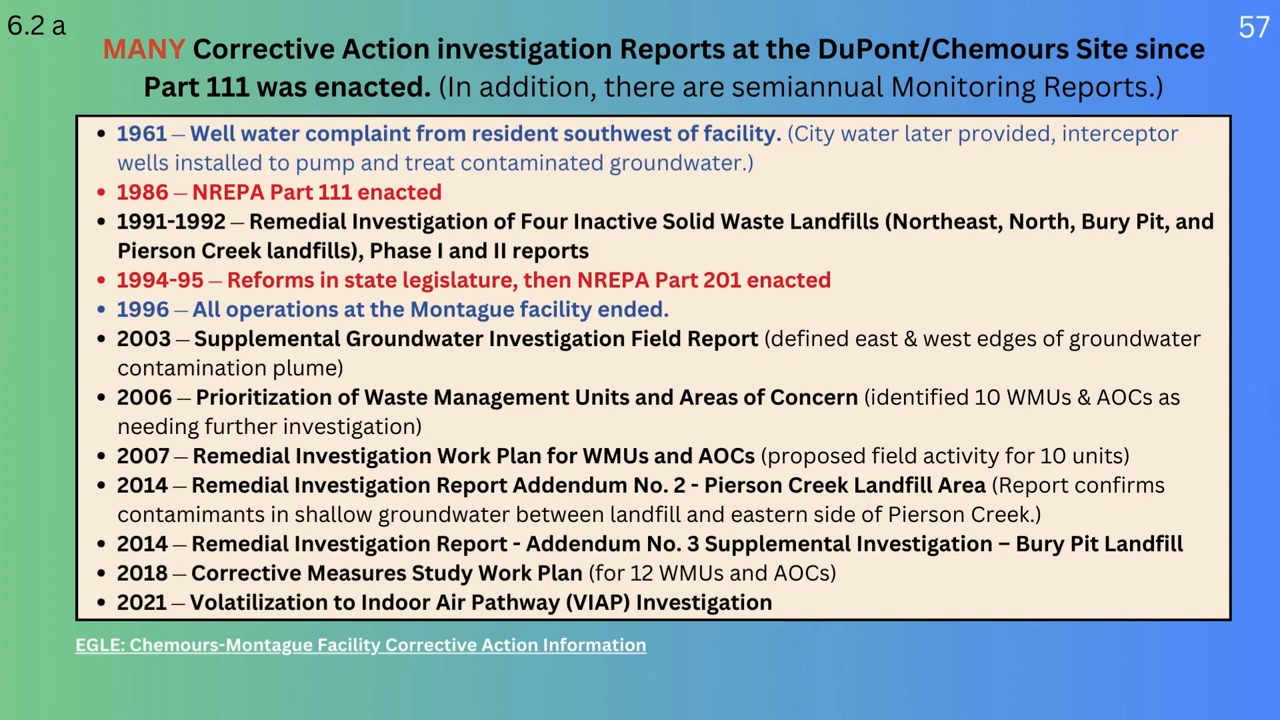 6.2 a
57
MANY Corrective Action investigation Reports at the DuPont/Chemours Site since
Part 111 was enacted. (In addition, there are semiannual Monitoring Reports.)
• 1961 – Well water complaint from resident southwest of facility. (City water later provided, interceptor
wells installed to pump and treat contaminated groundwater.)
• 1986 – NREPA Part 111 enacted
• 1991-1992 – Remedial Investigation of Four Inactive Solid Waste Landfills (Northeast, North, Bury Pit, and
Pierson Creek landfills), Phase I and II reports
• 1994-95 – Reforms in state legislature, then NREPA Part 201 enacted
• 1996 – All operations at the Montague facility ended.
• 2003 – Supplemental Groundwater Investigation Field Report (defined east & west edges of groundwater
contamination plume)
• 2006 – Prioritization of Waste Management Units and Areas of Concern (identified 10 WMUs & AOCs as
needing further investigation)
• 2007 – Remedial Investigation Work Plan for WMUs and AOCs (proposed field activity for 10 units)
• 2014 – Remedial Investigation Report Addendum No. 2 - Pierson Creek Landfill Area (Report confirms
contamimants in shallow groundwater between landfill and eastern side of Pierson Creek.)
• 2014 – Remedial Investigation Report - Addendum No. 3 Supplemental Investigation – Bury Pit Landfill
• 2018 – Corrective Measures Study Work Plan (for 12 WMUs and AOCs)
• 2021 – Volatilization to Indoor Air Pathway (VIAP) Investigation
EGLE: Chemours-Montague Facility Corrective Action Information